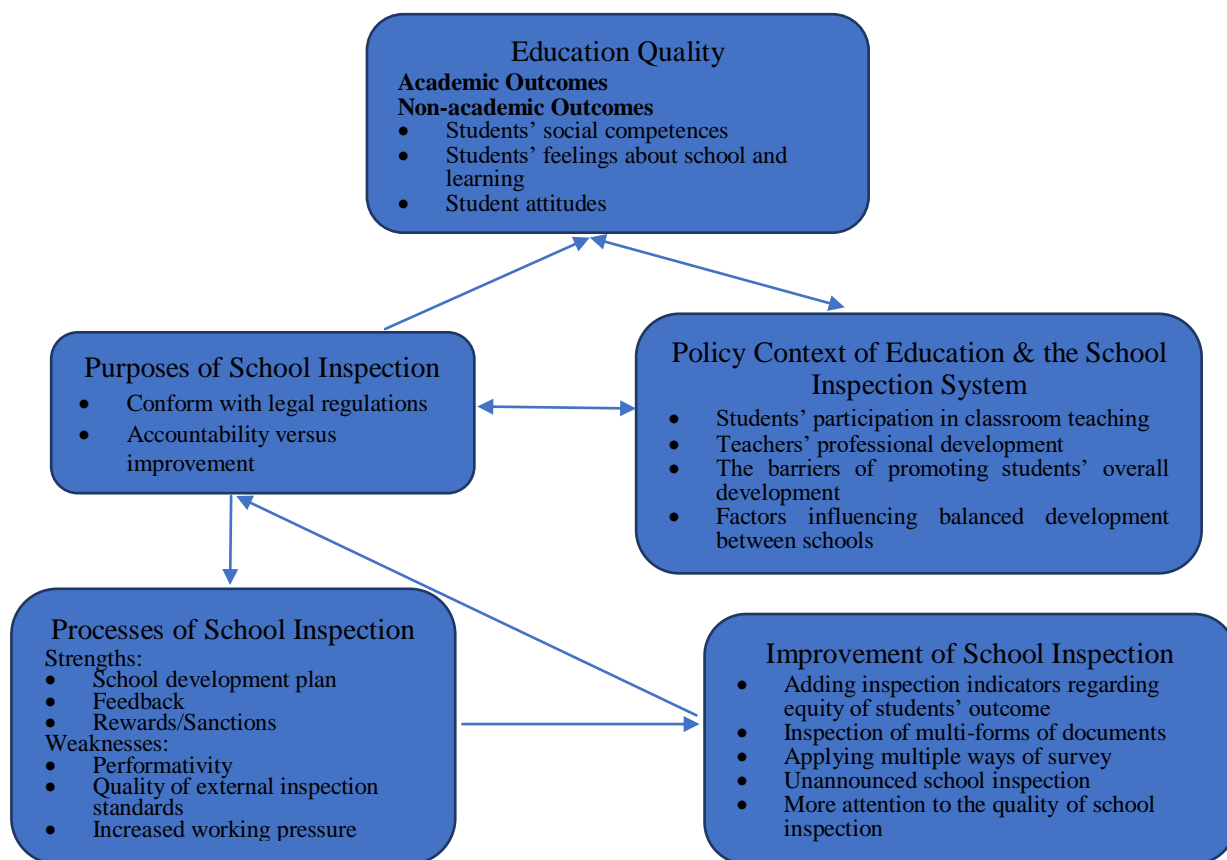 Education Quality
Academic Outcomes
Non-academic Outcomes
• Students’ social competences
• Students’ feelings about school and
learning
• Student attitudes
Purposes of School Inspection
• Conform with legal regulations
• Accountability versus
improvement
Policy Context of Education & the School
Inspection System
• Students’ participation in classroom teaching
• Teachers’ professional development
• The barriers of promoting students’ overall
development
• Factors influencing balanced development
between schools
Processes of School Inspection
Strengths:
• School development plan
• Feedback
• Rewards/Sanctions
Weaknesses:
• Performativity
• Quality of external inspection
standards
• Increased working pressure
Improvement of School Inspection
• Adding inspection indicators regarding
equity of students’ outcome
• Inspection of multi-forms of documents
• Applying multiple ways of survey
• Unannounced school inspection
• More attention to the quality of school
inspection